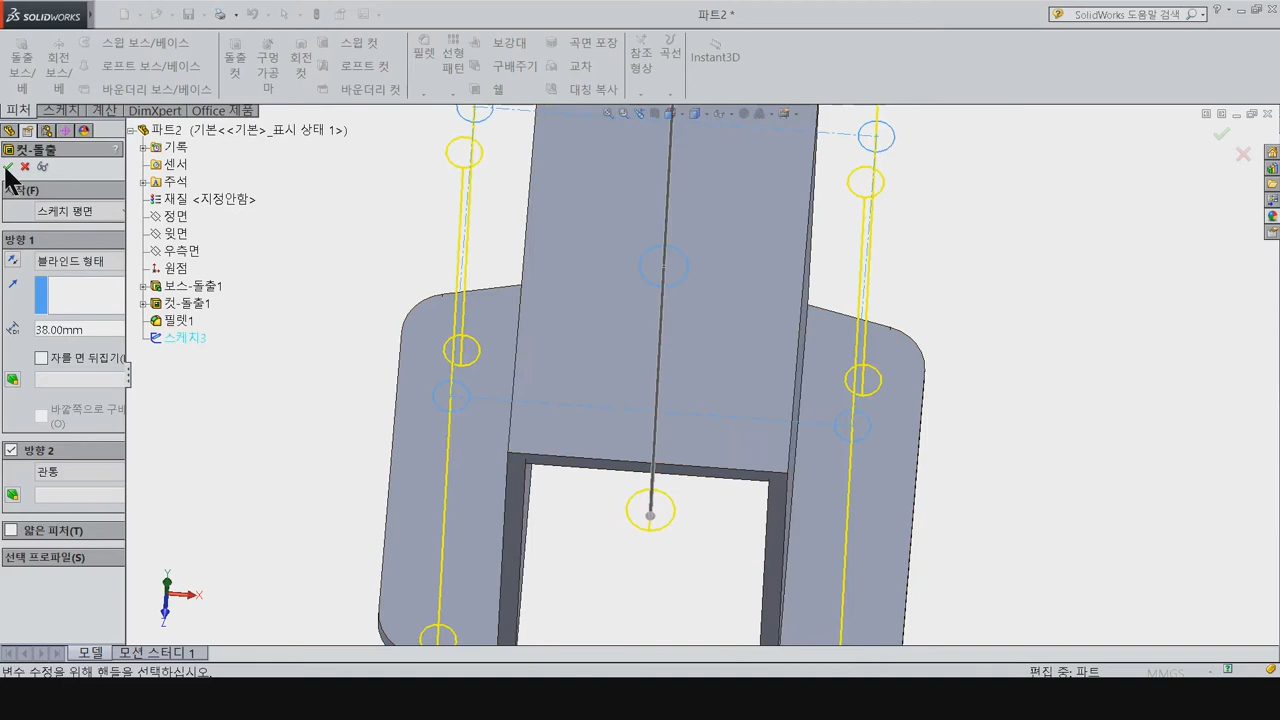 SOLIDWORKS
파트2 *
SolidWorks 도움말 검색
돌출 보스/베
회전 보스/베
스윕 보스/베이스
로프트 보스/베이스
바운더리 보스/베이스
돌출 컷
구멍 가공 마
회전 컷
스윕 컷
로프트 컷
바운더리 컷
필렛
선형 패턴
보강대
구배주기
쉘
곡면 포장
교차
대칭 복사
참조 형상
곡선
Instant3D
피처
스케치
계산
DimXpert
Office 제품
컷-돌출
?
시작(F)
스케치 평면
방향 1
블라인드 형태
38.00mm
자를 면 뒤집기(
바깥쪽으로 구배
(O)
방향 2
관통
얇은 피처(T)
선택 프로파일(S)
파트2 (기본<<기본>_표시 상태 1>)
기록
센서
주석
재질 <지정안함>
정면
윗면
우측면
원점
보스-돌출1
컷-돌출1
필렛1
스케치3
Y
X
Z
모델
모션 스터디 1
변수 수정을 위해 핸들을 선택하십시오.
편집 중: 파트
MMGS